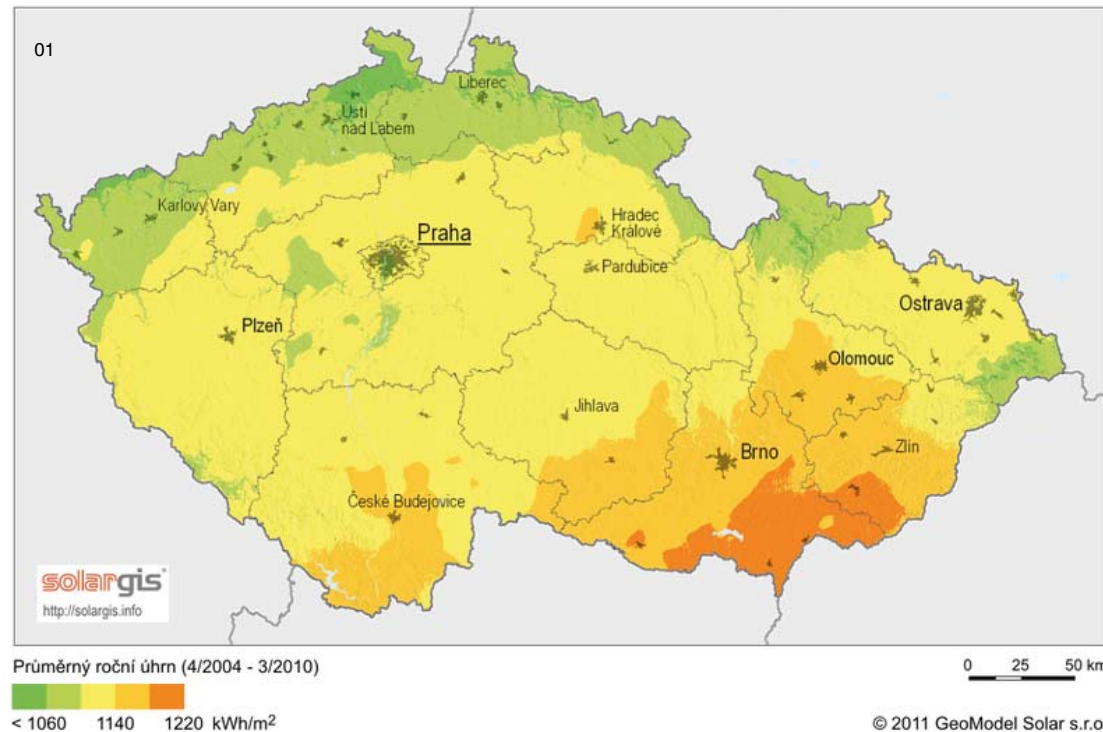 01
Liberec
Ústí
nad Labem
Karlovy Vary
Praha
Hradec
Králové
Pardubice
Plzeň
Ostrava
Olomouc
Jihlava
Brno
Zlín
České Budejovice
solargis
http://solargis.info
Průměrný roční úhrn (4/2004 - 3/2010)
0 25 50 km
< 1060 1140 1220 kWh/m²
© 2011 GeoModel Solar s.r.o